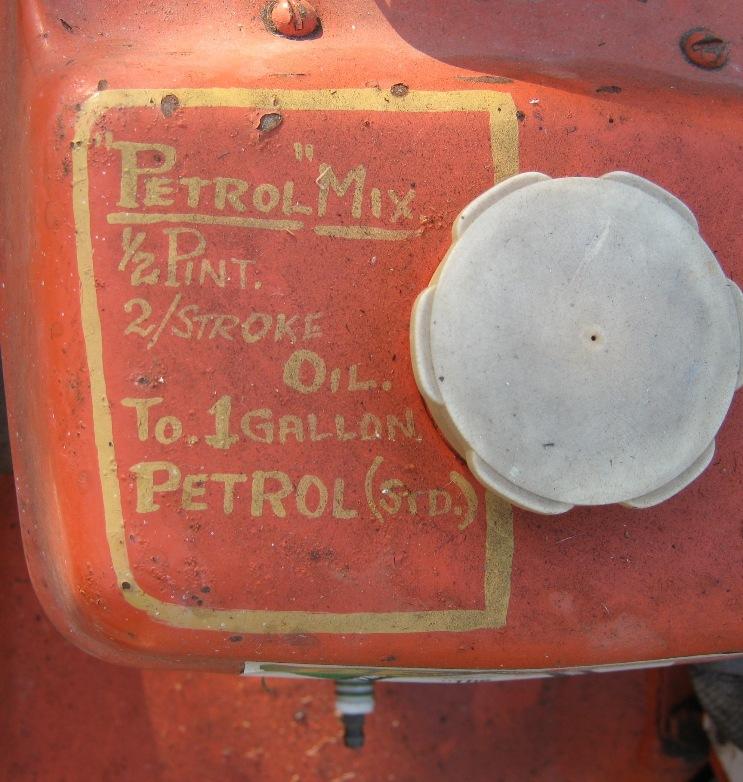 "PETROL" MIX
1/2 PINT.
2/STROKE
OIL.
To. 1 GALLON.
PETROL (STD.)